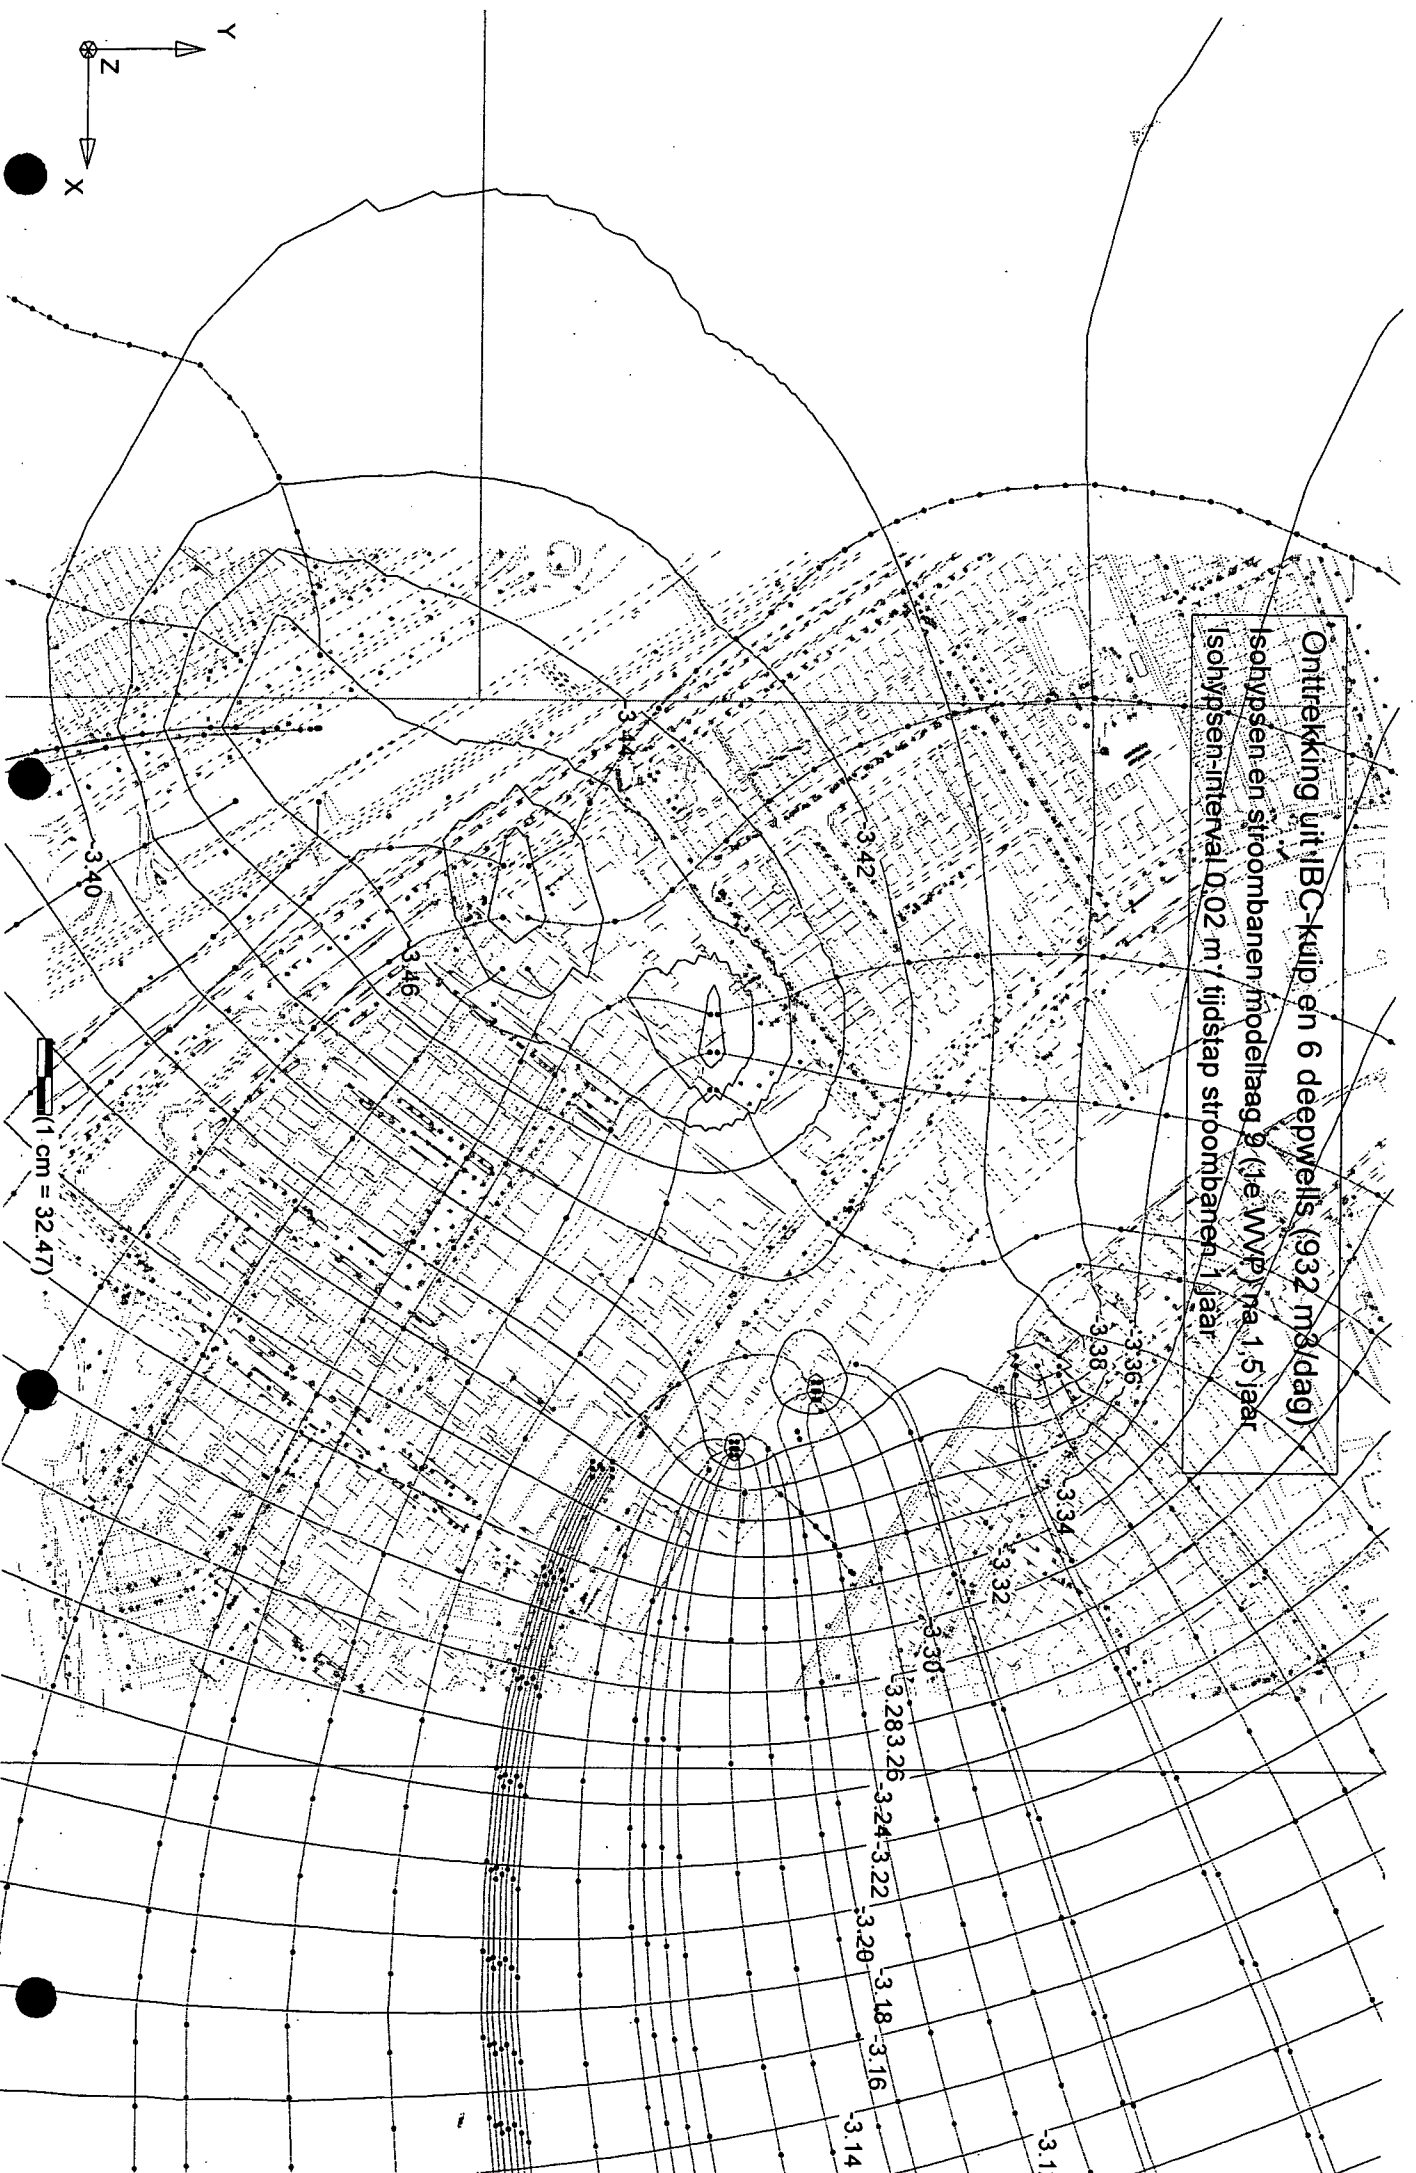 Onttrekking uit IBC-kuip en 6 deepwells (932 m3/dag)
Isohypsen en stroombanen modellaag 9 (1e WVP) na 1,5 jaar
Isohypsen-interval 0,02 m / tijdstap stroombanen 1 jaar
Y
Z
X
-3.44
-3.42
-3.40
-3.46
-3.36
-3.38
-3.34
-3.32
-3.30
-3.28
3.26
-3.24
-3.22
-3.20
-3.18
-3.16
-3.14
(1 cm = 32.47)